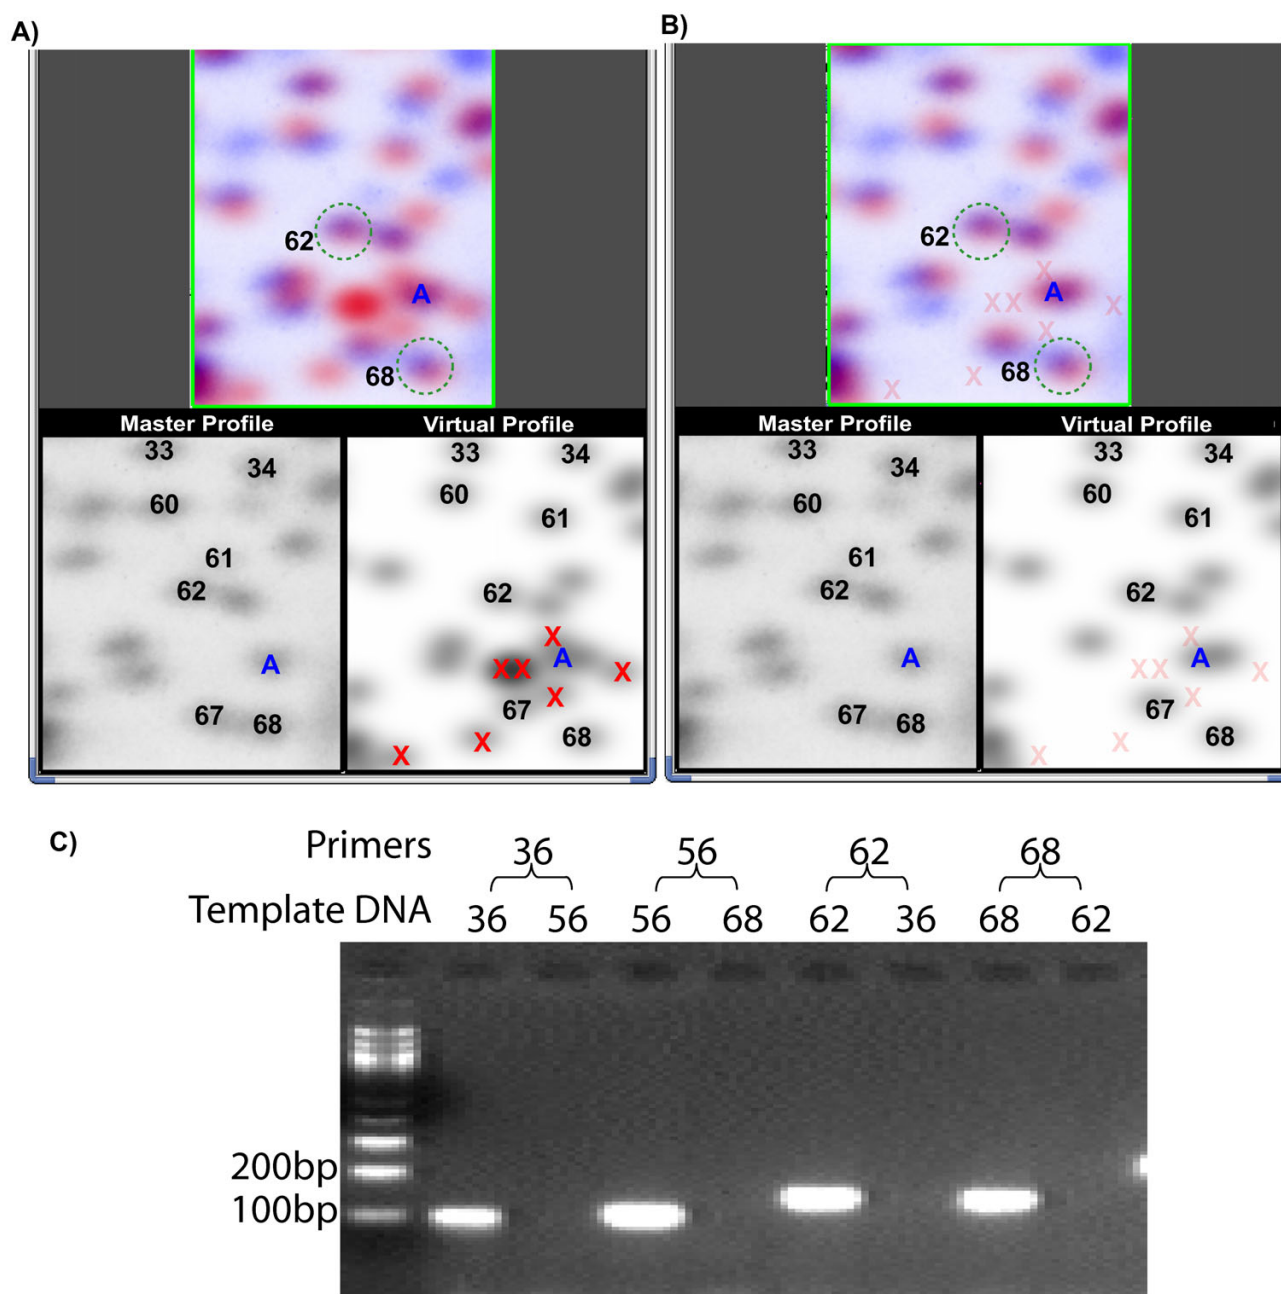 A)
62
A
68
Master Profile
Virtual Profile
33
34
60
61
62
A
67
68
33
34
60
61
62
X
XX
A
X
X
67
X
68
X
B)
62
X
XX
A
X
X
68
X
X
Master Profile
Virtual Profile
33
34
60
61
62
A
67
68
33
34
60
61
62
X
XX
A
X
X
67
X
68
X
C)
Primers 36 56 62 68
Template DNA 36 56 56 68 62 36 68 62
200bp
100bp